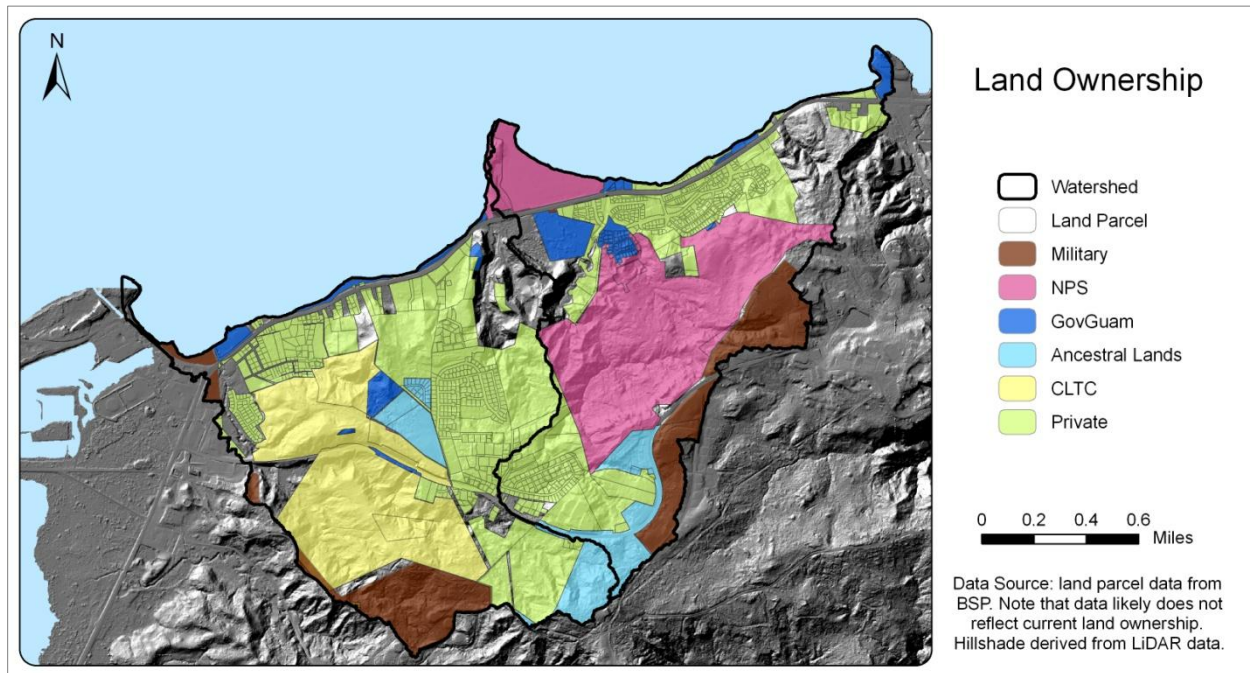 N
Land Ownership
Watershed
Land Parcel
Military
NPS
GovGuam
Ancestral Lands
CLTC
Private
0 0.2 0.4 0.6
Miles
Data Source: land parcel data from
BSP. Note that data likely does not
reflect current land ownership.
Hillshade derived from LiDAR data.